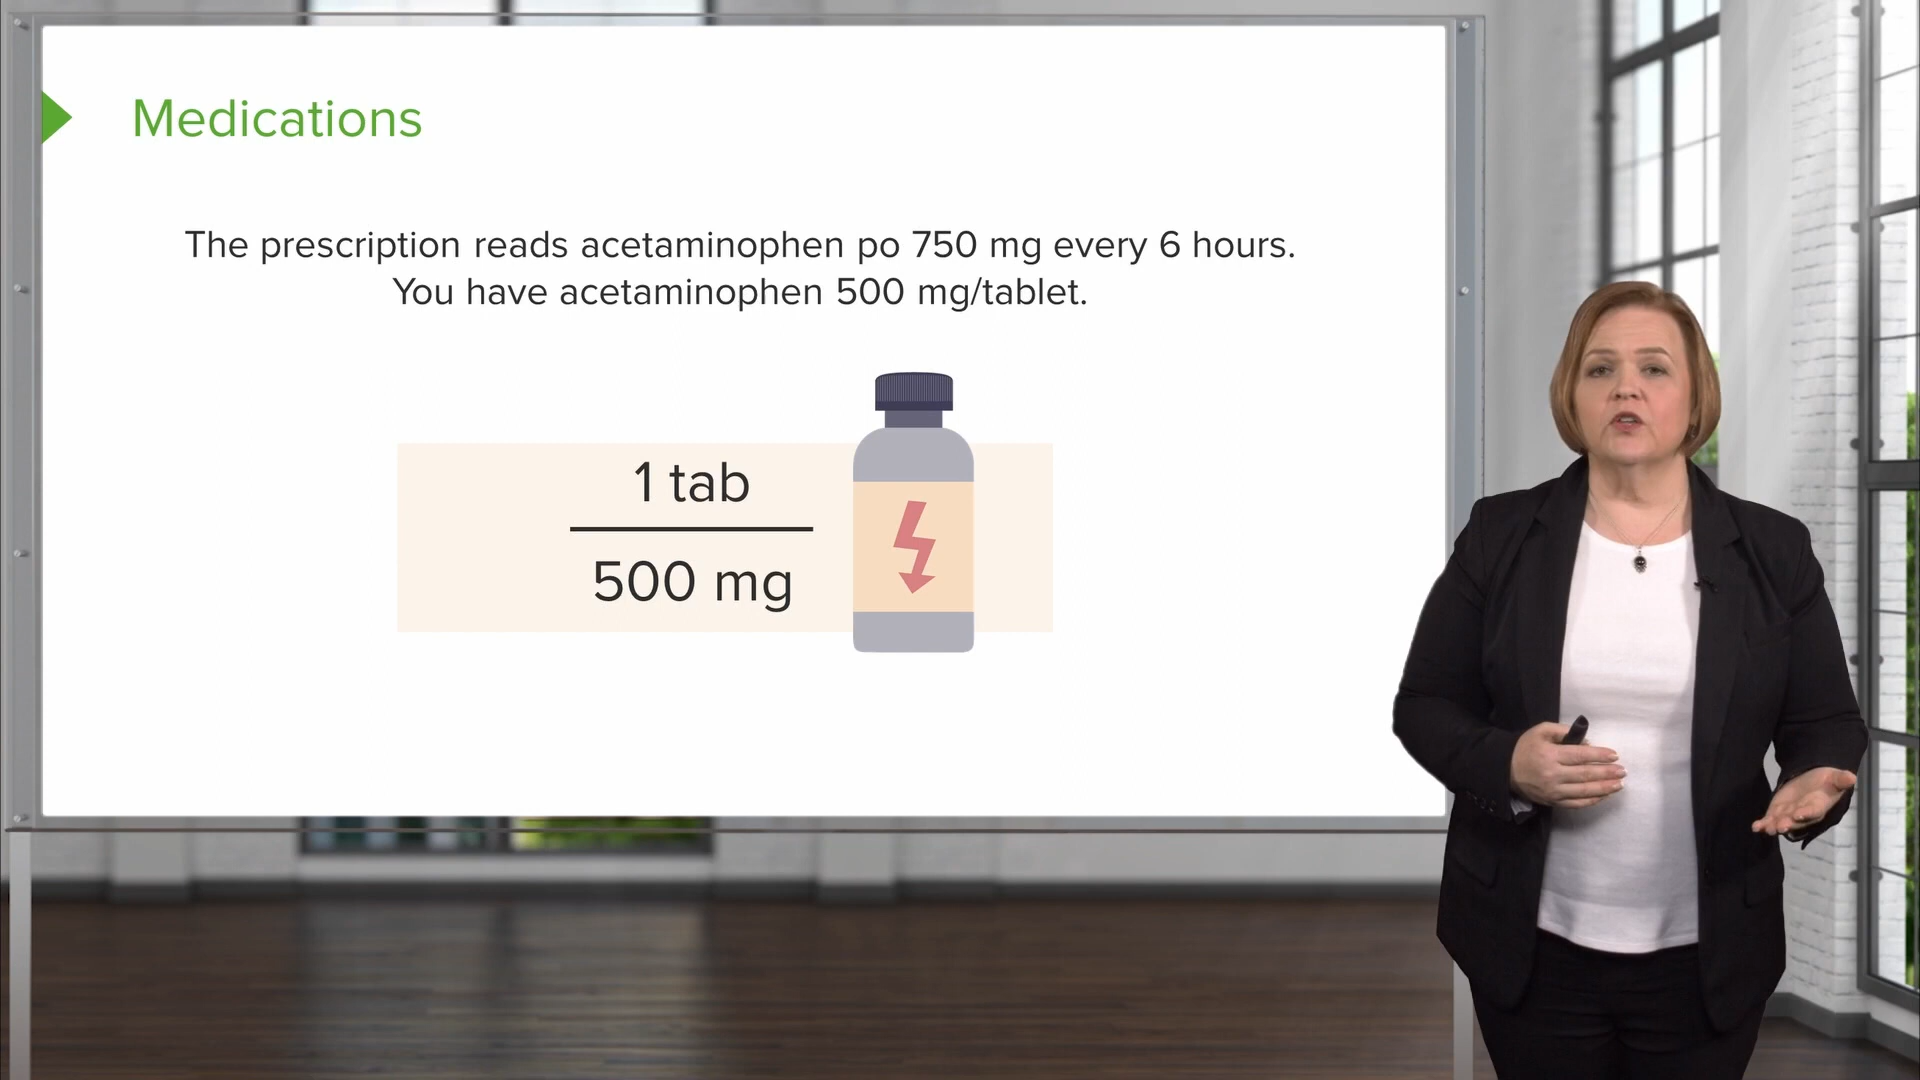 Medications
The prescription reads acetaminophen po 750 mg every 6 hours.
You have acetaminophen 500 mg/tablet.
1 tab
500 mg